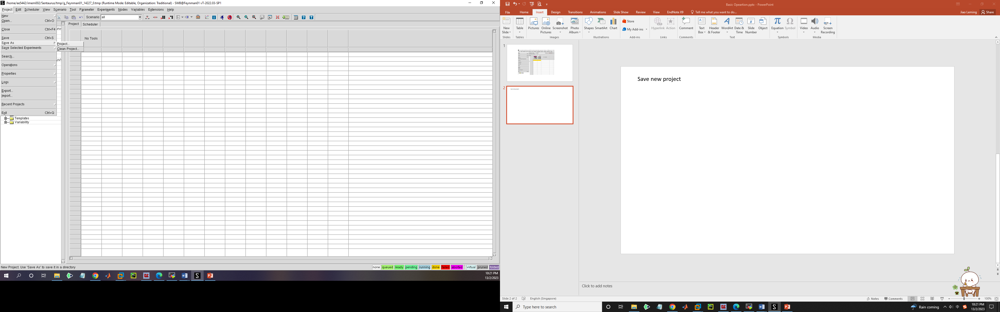 /home/ee5442/imem002/Sentaurus/tmp/g_Feynman01_14227_0.tmp (Runtime Mode: Editable, Organization: Traditional) - SWB@Feynman01 vT-2022.03-SP1
Project Edit Scheduler View Scenario Tool Parameter Experiments Nodes Variables Extensions Help
Scenario: all
New
Open... Ctrl+O
Close Ctrl+F4
Save Ctrl+S
Save As
Project...
Clean Project...
Save Selected Experiments
Search...
Operations
Properties
Logs
Export...
Import...
Recent Projects
Exit Ctrl+Q
Templates
Variability
Project Scheduler
No Tools
New Project. Use 'Save As' to save it in a directory
none queued ready pending running done failed aborted virtual pruned folded
10:21 PM
13/2/2023
Basic Opeartion.pptx - PowerPoint
File Home Insert Design Transitions Animations Slide Show Review View EndNote X9 Tell me what you want to do... Jiao Leming Share
New Slide Table Pictures Online Pictures Screenshot Photo Album Shapes SmartArt Chart Store My Add-ins Hyperlink Action Comment Text Box Header & Footer WordArt Date & Time Slide Number Object Equation Symbol Video Audio Screen Recording
Slides Tables Images Illustrations Add-ins Links Comments Text Symbols Media
1
2
Save new project
Save new project
Click to add notes
Slide 2 of 2 English (Singapore) Notes Comments 100%
Type here to search
Rain coming 中 10:21 PM
13/2/2023